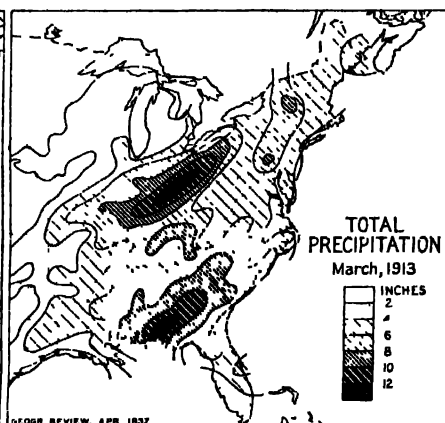 TOTAL
PRECIPITATION
March, 1913
INCHES
2
4
6
8
10
12
GEOGR. REVIEW, APR. 1937